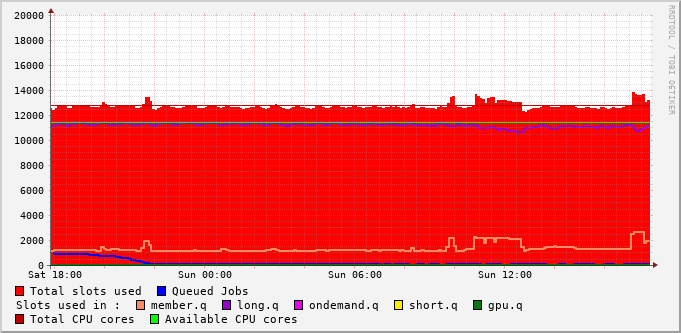 RRDTOOL / TOBI OETIKER
20000
18000
16000
14000
12000
10000
8000
6000
4000
2000
0
Sat 18:00 Sun 00:00 Sun 06:00 Sun 12:00
Total slots used Queued Jobs
Slots used in : member.q long.q ondemand.q short.q gpu.q
Total CPU cores Available CPU cores